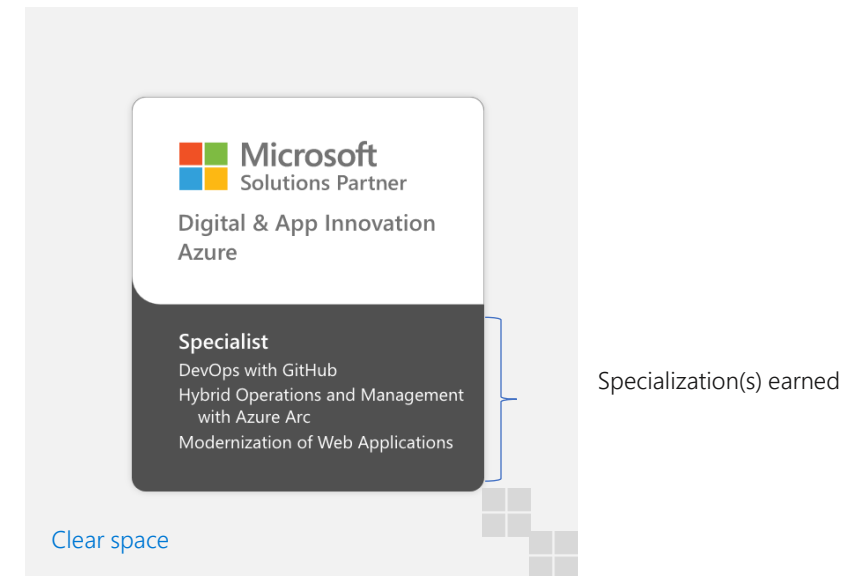 Microsoft
Solutions Partner
Digital & App Innovation
Azure
Specialist
DevOps with GitHub
Hybrid Operations and Management
with Azure Arc
Modernization of Web Applications
Specialization(s) earned
Clear space